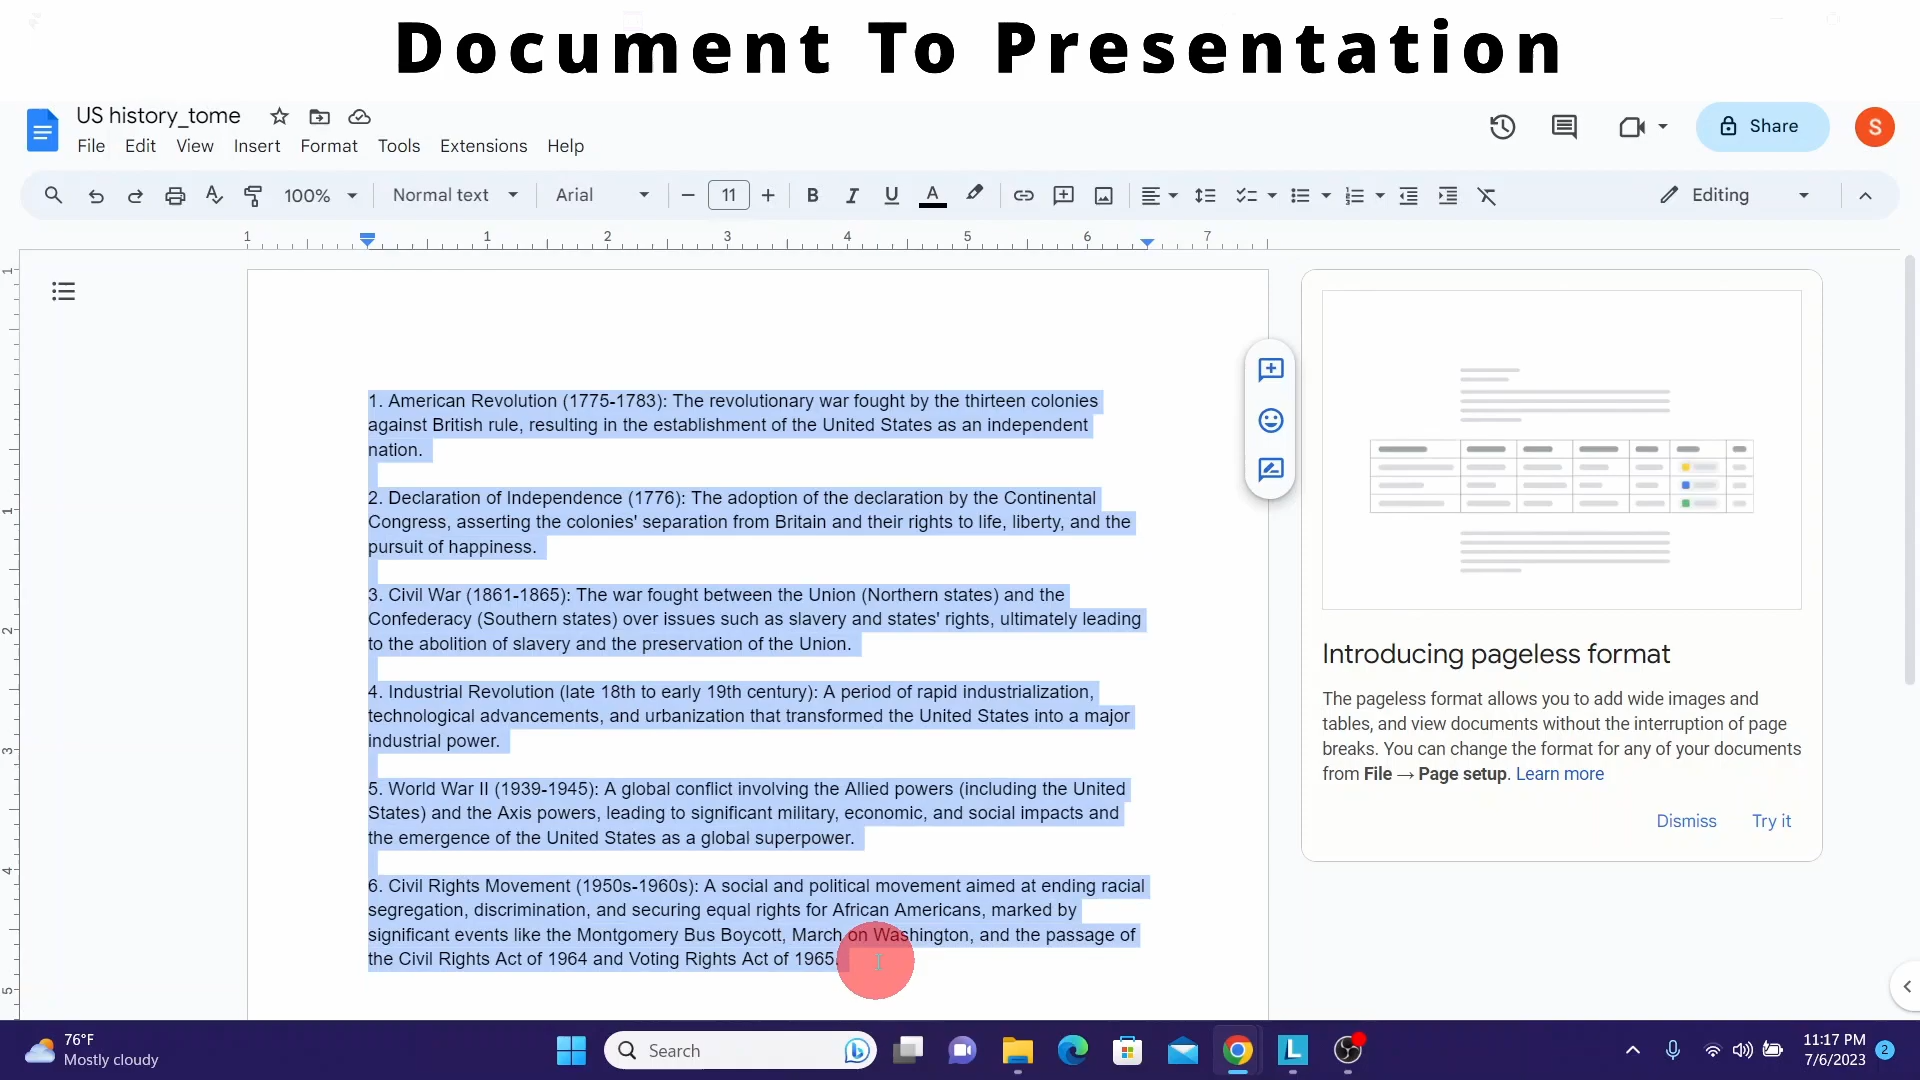 Document To Presentation
US history_tome
File Edit View Insert Format Tools Extensions Help
Share
S
100% Normal text Arial 11 B I U A Editing
1 1 2 3 4 5 6 7
1
1
2
3
4
5
1. American Revolution (1775-1783): The revolutionary war fought by the thirteen colonies
against British rule, resulting in the establishment of the United States as an independent
nation.
2. Declaration of Independence (1776): The adoption of the declaration by the Continental
Congress, asserting the colonies' separation from Britain and their rights to life, liberty, and the
pursuit of happiness.
3. Civil War (1861-1865): The war fought between the Union (Northern states) and the
Confederacy (Southern states) over issues such as slavery and states' rights, ultimately leading
to the abolition of slavery and the preservation of the Union.
4. Industrial Revolution (late 18th to early 19th century): A period of rapid industrialization,
technological advancements, and urbanization that transformed the United States into a major
industrial power.
5. World War II (1939-1945): A global conflict involving the Allied powers (including the United
States) and the Axis powers, leading to significant military, economic, and social impacts and
the emergence of the United States as a global superpower.
6. Civil Rights Movement (1950s-1960s): A social and political movement aimed at ending racial
segregation, discrimination, and securing equal rights for African Americans, marked by
significant events like the Montgomery Bus Boycott, March on Washington, and the passage of
the Civil Rights Act of 1964 and Voting Rights Act of 1965.
Introducing pageless format
The pageless format allows you to add wide images and
tables, and view documents without the interruption of page
breaks. You can change the format for any of your documents
from File → Page setup. Learn more
Dismiss Try it
76°F
Mostly cloudy
Search
L
11:17 PM
7/6/2023
2